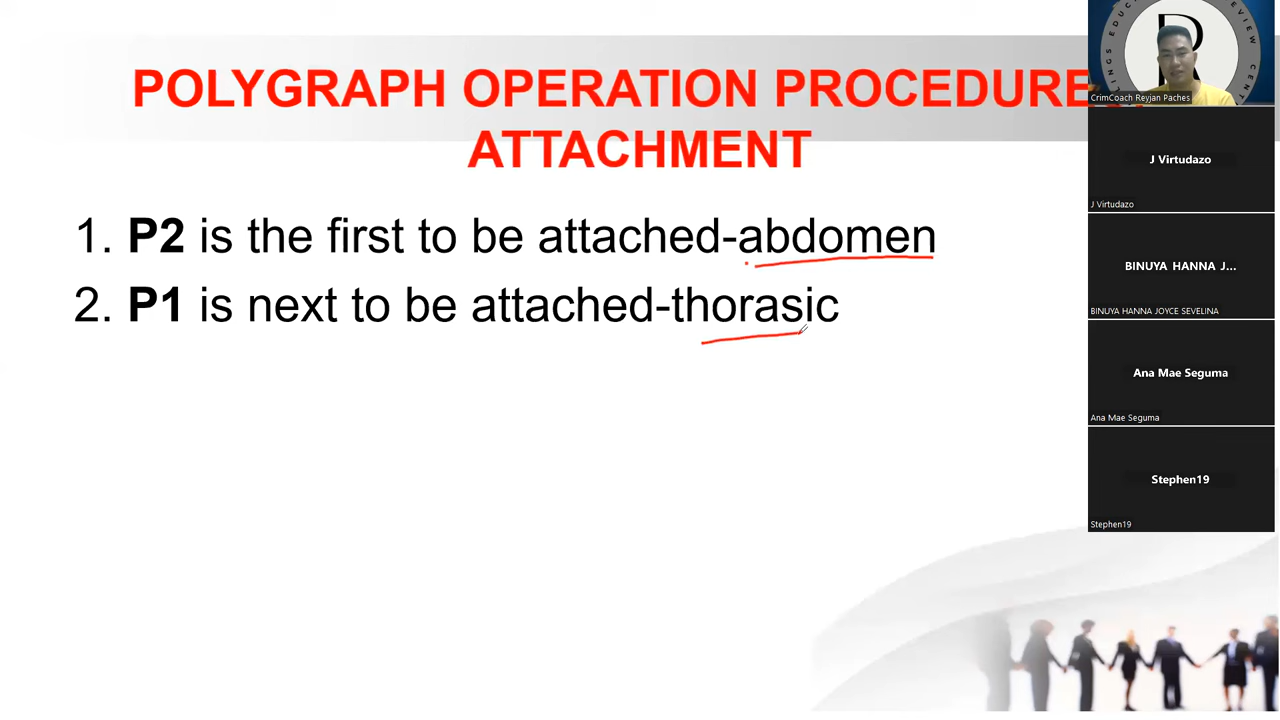 POLYGRAPH OPERATION PROCEDURE
ATTACHMENT
1. P2 is the first to be attached-abdomen
2. P1 is next to be attached-thorasic
R
CrimCoach Reyjan Paches
J Virtudazo
J Virtudazo
BINUYA HANNA J...
BINUYA HANNA JOYCE SEVELINA
Ana Mae Seguma
Ana Mae Seguma
Stephen19
Stephen19